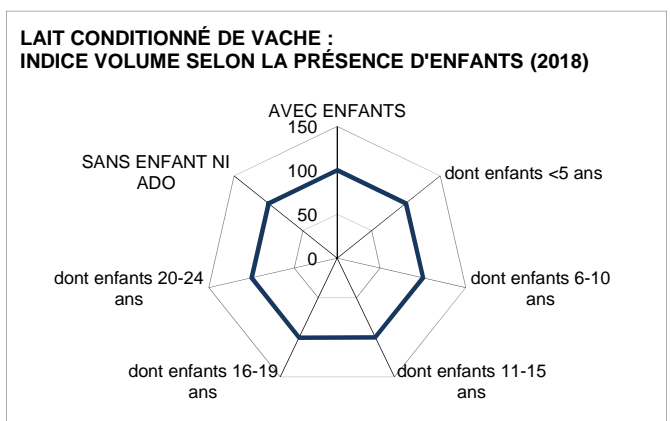 LAIT CONDITIONNÉ DE VACHE :
INDICE VOLUME SELON LA PRÉSENCE D'ENFANTS (2018)
AVEC ENFANTS
150
100
50
0
dont enfants <5 ans
dont enfants 6-10
ans
dont enfants 11-15
ans
dont enfants 16-19
ans
dont enfants 20-24
ans
SANS ENFANT NI
ADO